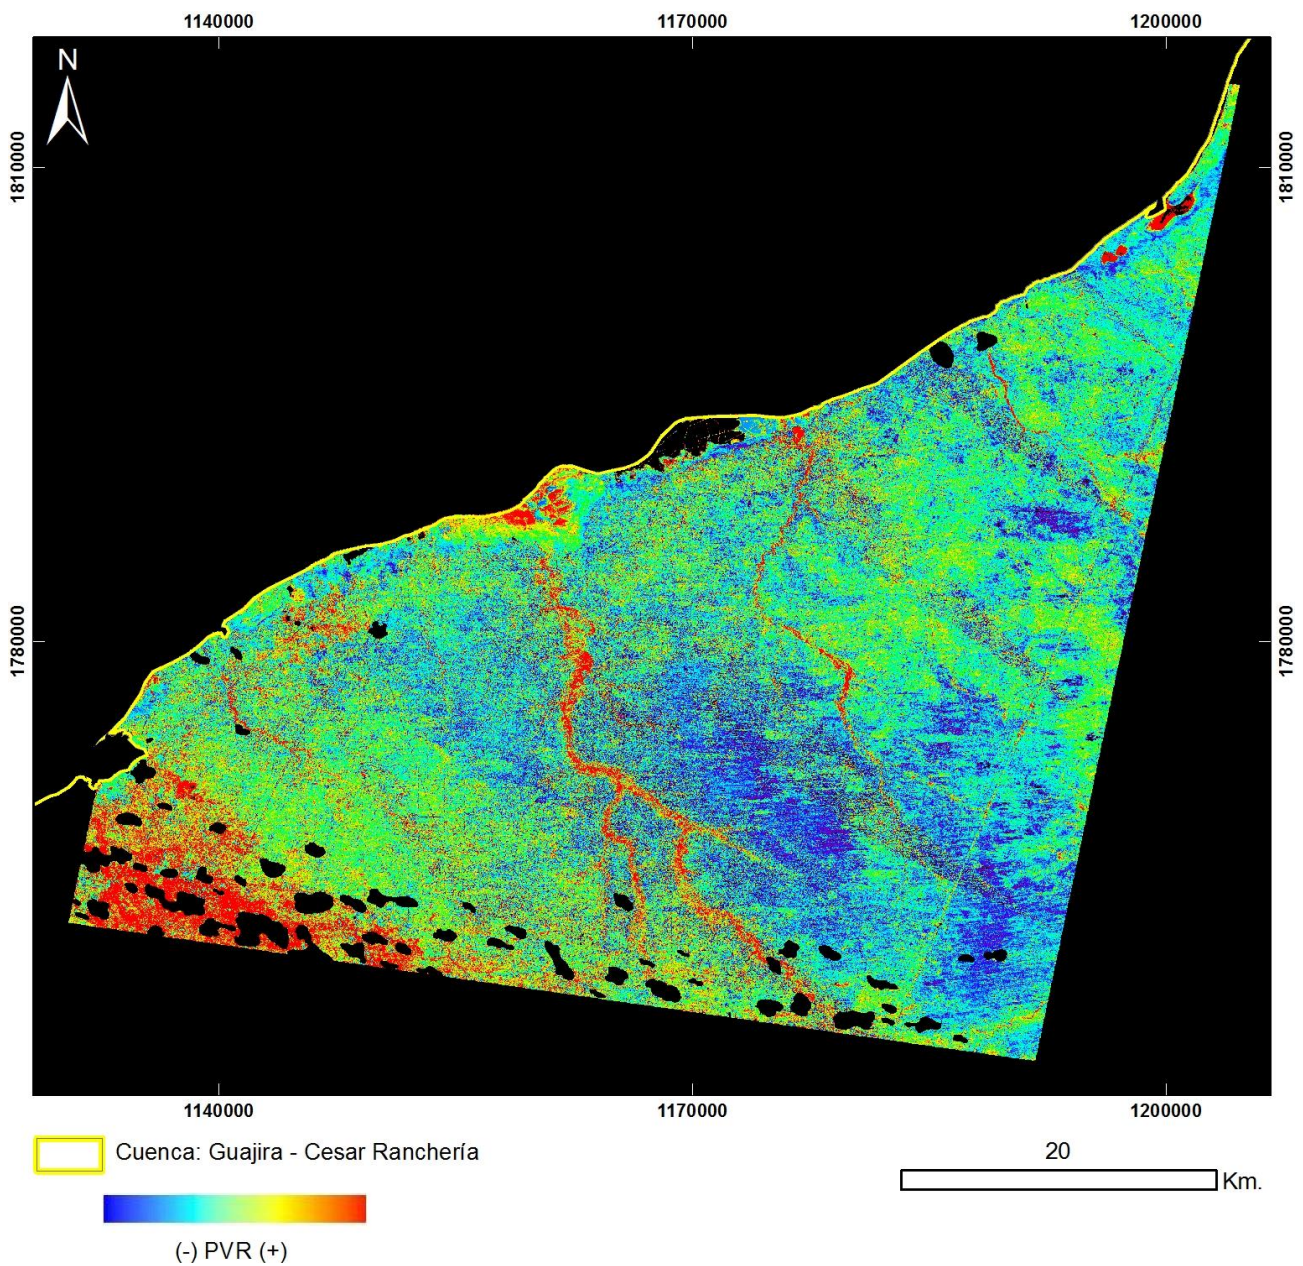 1140000 1170000 1200000
N
1810000 1810000
1780000 1780000
1140000 1170000 1200000
Cuenca: Guajira - Cesar Ranchería
20
Km.
(-) PVR (+)